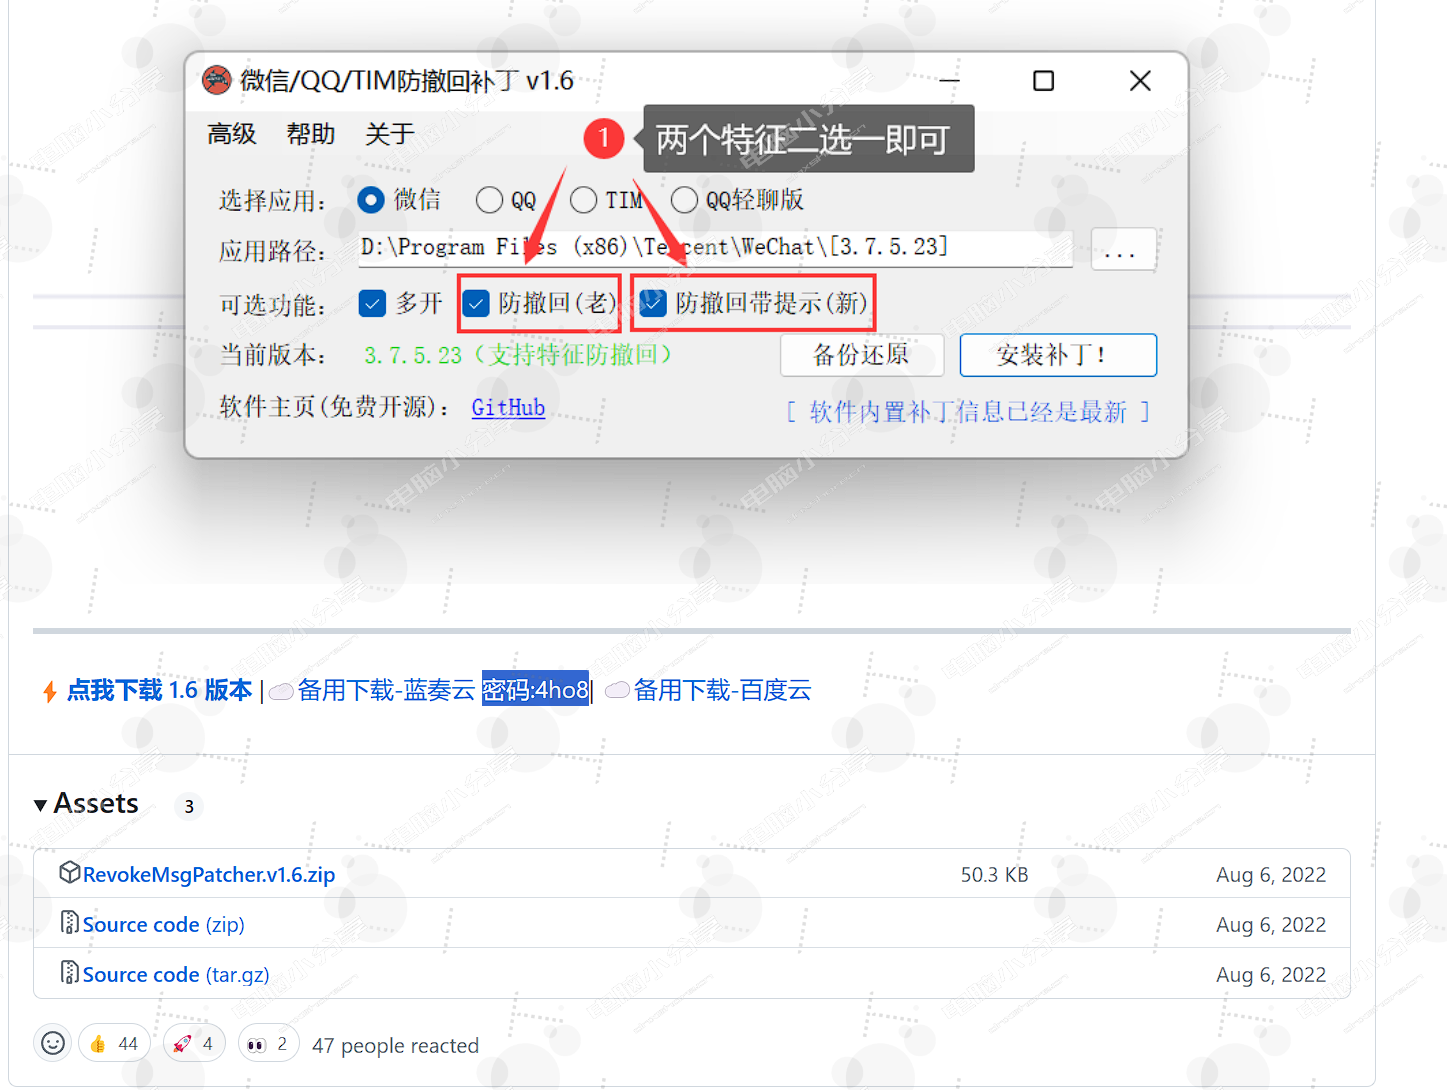 微信/QQ/TIM防撤回补丁 v1.6
高级 帮助 关于
1 两个特征二选一即可
选择应用： 微信 QQ TIM QQ轻聊版
应用路径： D:\Program Files (x86)\Tencent\WeChat\[3.7.5.23] ...
可选功能： 多开 防撤回(老) 防撤回带提示(新)
当前版本： 3.7.5.23（支持特征防撤回） 备份还原 安装补丁！
软件主页(免费开源)： GitHub [ 软件内置补丁信息已经是最新 ]
点我下载 1.6 版本 | 备用下载-蓝奏云 密码:4ho8| 备用下载-百度云
Assets 3
RevokeMsgPatcher.v1.6.zip 50.3 KB Aug 6, 2022
Source code (zip) Aug 6, 2022
Source code (tar.gz) Aug 6, 2022
44 4 2 47 people reacted
电脑小分享